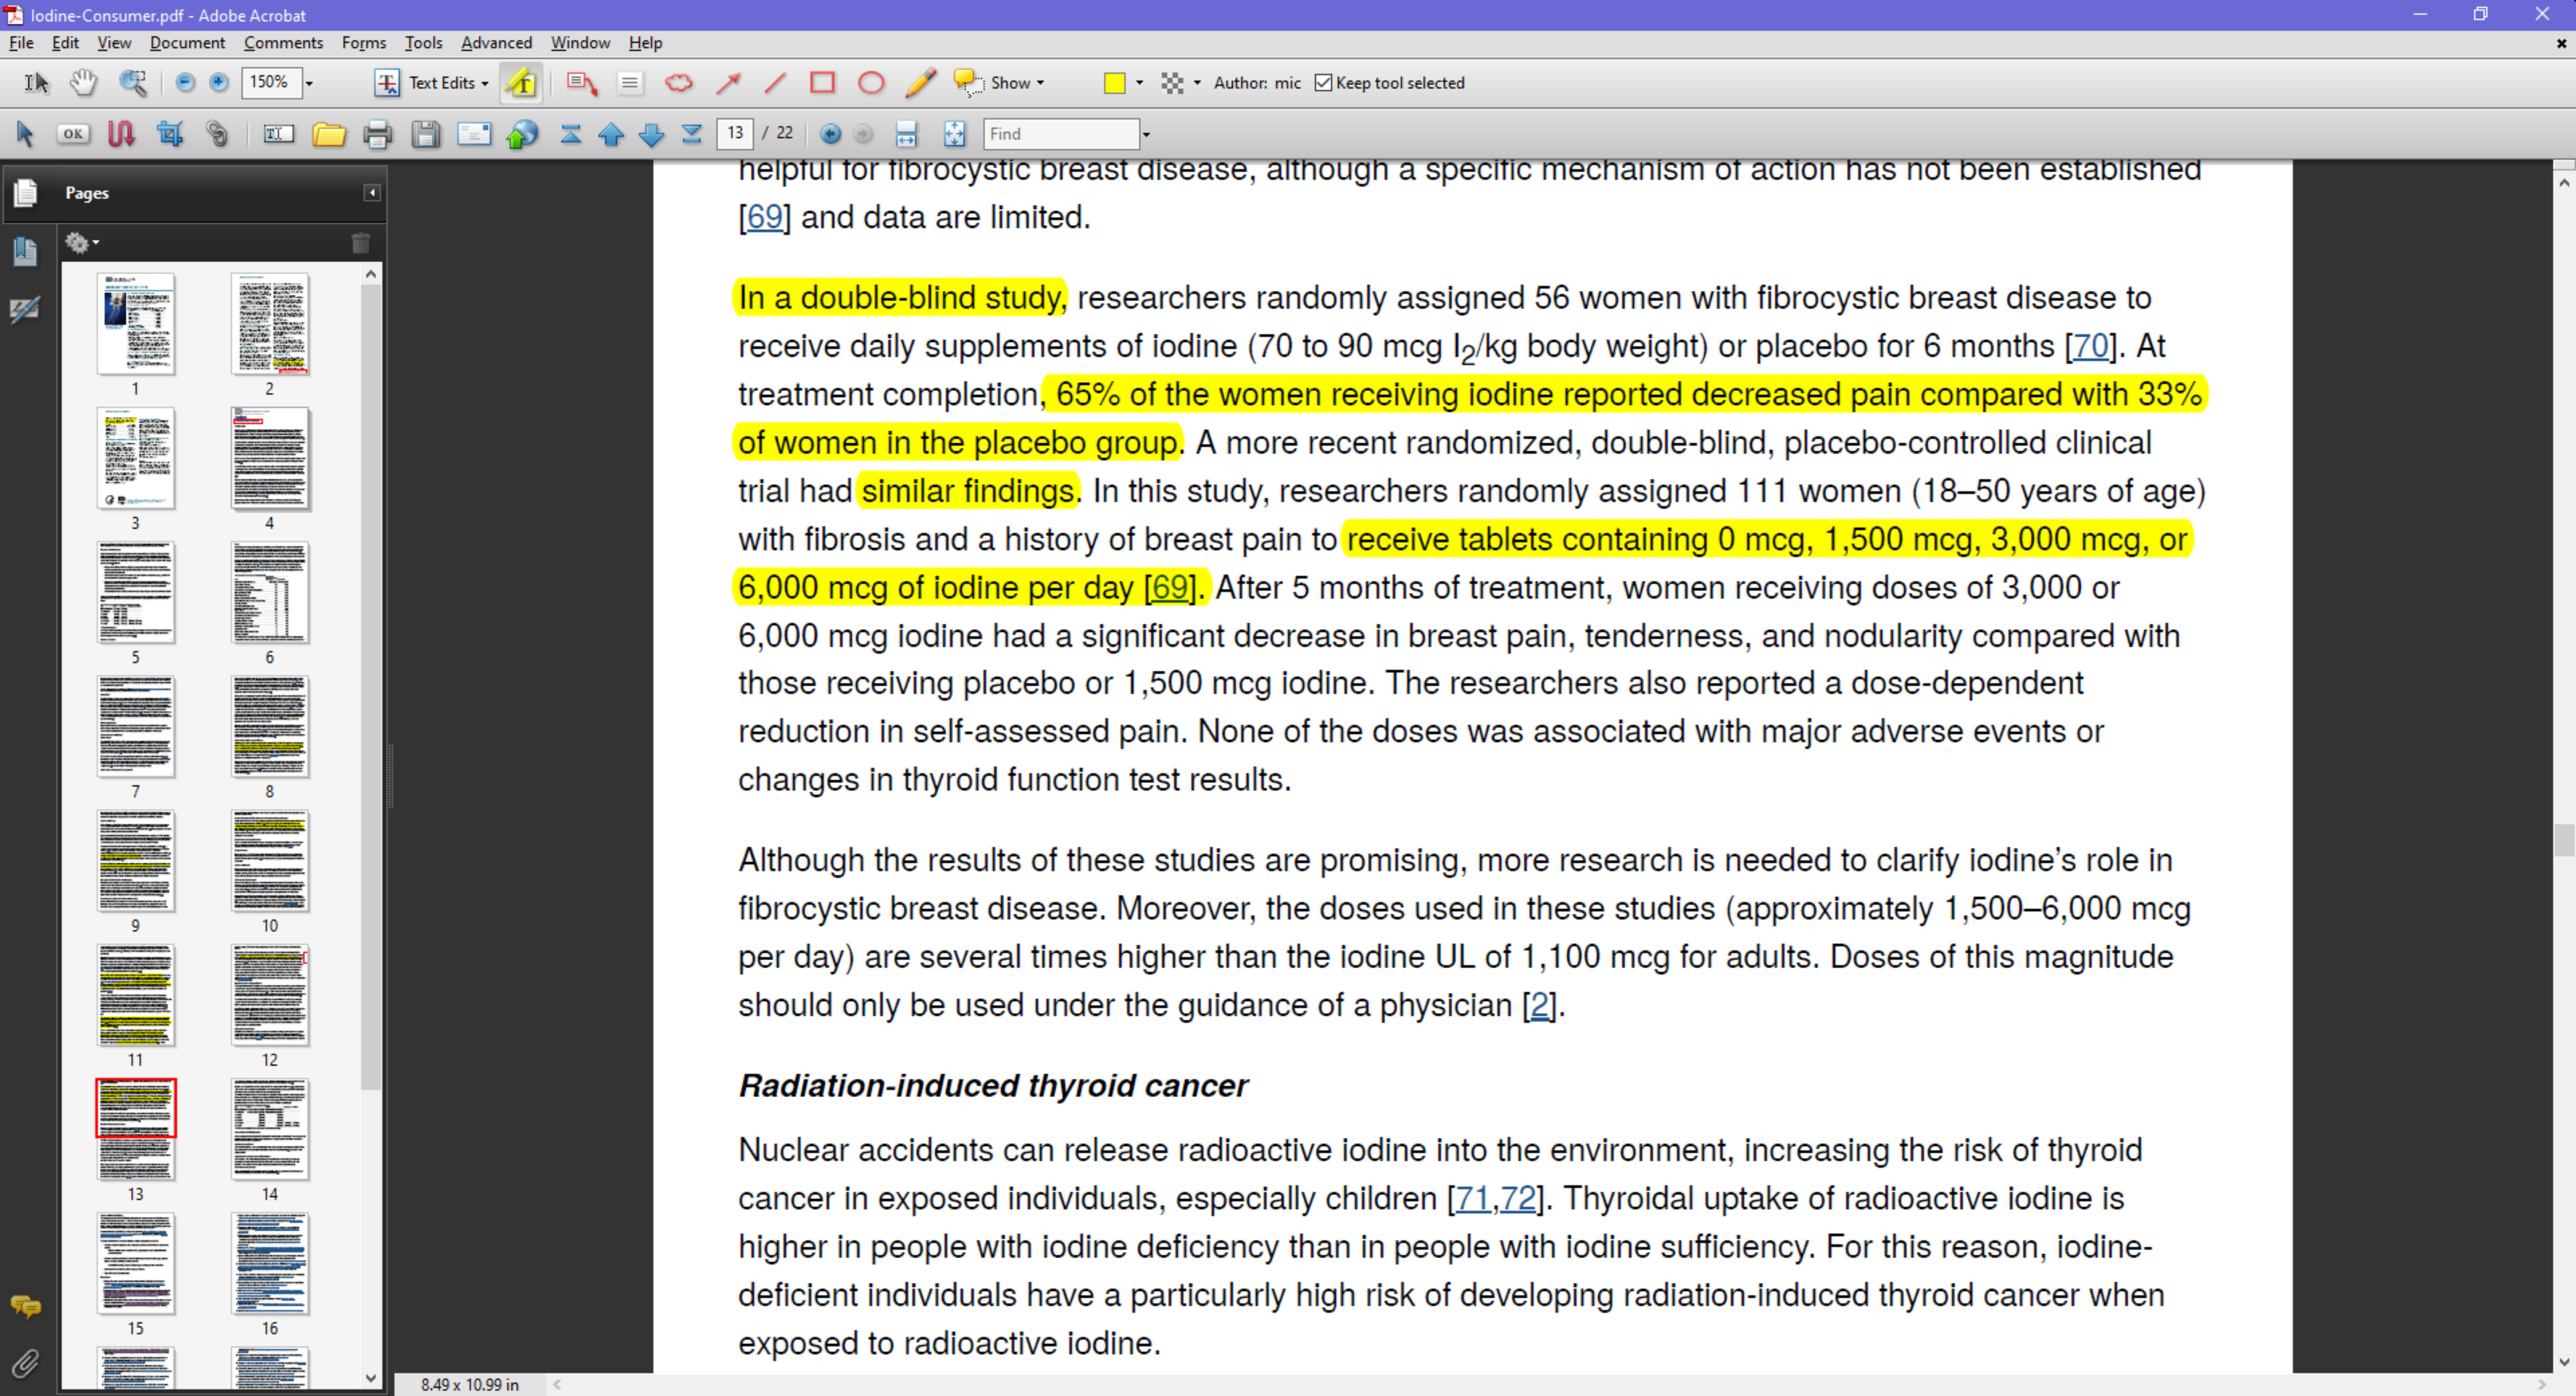 Iodine-Consumer.pdf - Adobe Acrobat
File Edit View Document Comments Forms Tools Advanced Window Help
150% Text Edits Show Author: mic Keep tool selected
OK 13 / 22 Find
Pages
1 2
3 4
5 6
7 8
9 10
11 12
13 14
15 16
helpful for fibrocystic breast disease, although a specific mechanism of action has not been established
[69] and data are limited.
In a double-blind study, researchers randomly assigned 56 women with fibrocystic breast disease to
receive daily supplements of iodine (70 to 90 mcg I2/kg body weight) or placebo for 6 months [70]. At
treatment completion, 65% of the women receiving iodine reported decreased pain compared with 33%
of women in the placebo group. A more recent randomized, double-blind, placebo-controlled clinical
trial had similar findings. In this study, researchers randomly assigned 111 women (18–50 years of age)
with fibrosis and a history of breast pain to receive tablets containing 0 mcg, 1,500 mcg, 3,000 mcg, or
6,000 mcg of iodine per day [69]. After 5 months of treatment, women receiving doses of 3,000 or
6,000 mcg iodine had a significant decrease in breast pain, tenderness, and nodularity compared with
those receiving placebo or 1,500 mcg iodine. The researchers also reported a dose-dependent
reduction in self-assessed pain. None of the doses was associated with major adverse events or
changes in thyroid function test results.
Although the results of these studies are promising, more research is needed to clarify iodine’s role in
fibrocystic breast disease. Moreover, the doses used in these studies (approximately 1,500–6,000 mcg
per day) are several times higher than the iodine UL of 1,100 mcg for adults. Doses of this magnitude
should only be used under the guidance of a physician [2].
Radiation-induced thyroid cancer
Nuclear accidents can release radioactive iodine into the environment, increasing the risk of thyroid
cancer in exposed individuals, especially children [71,72]. Thyroidal uptake of radioactive iodine is
higher in people with iodine deficiency than in people with iodine sufficiency. For this reason, iodine-
deficient individuals have a particularly high risk of developing radiation-induced thyroid cancer when
exposed to radioactive iodine.
8.49 x 10.99 in